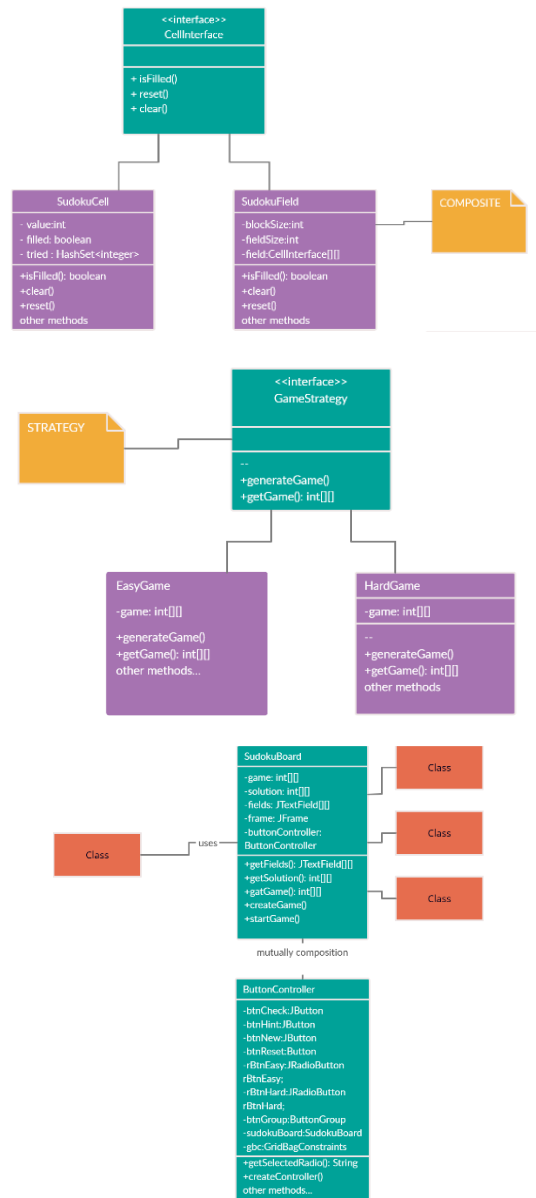 <<interface>>
CellInterface
+ isFilled()
+ reset()
+ clear()
SudokuCell
- value:int
- filled: boolean
- tried : HashSet<integer>
+isFilled(): boolean
+clear()
+reset()
other methods
SudokuField
-blockSize:int
-fieldSize:int
-field:CellInterface[][]
+isFilled(): boolean
+clear()
+reset()
other methods
COMPOSITE
<<interface>>
GameStrategy
--
+generateGame()
+getGame(): int[][]
STRATEGY
EasyGame
-game: int[][]
+generateGame()
+getGame(): int[][]
other methods...
HardGame
-game: int[][]
--
+generateGame()
+getGame(): int[][]
other methods
SudokuBoard
-game: int[][]
-solution: int[][]
-fields: JTextField[][]
-frame: JFrame
-buttonController:
ButtonController
+getFields(): JTextField[][]
+getSolution(): int[][]
+gatGame(): int[][]
+createGame()
+startGame()
Class
uses
Class
Class
Class
mutually composition
ButtonController
-btnCheck:JButton
-btnHint:JButton
-btnNew:JButton
-btnReset:Button
-rBtnEasy:JRadioButton
rBtnEasy;
-rBtnHard:JRadioButton
rBtnHard;
-btnGroup:ButtonGroup
-sudokuBoard:SudokuBoard
-gbc:GridBagConstraints
+getSelectedRadio(): String
+createController()
other methods...